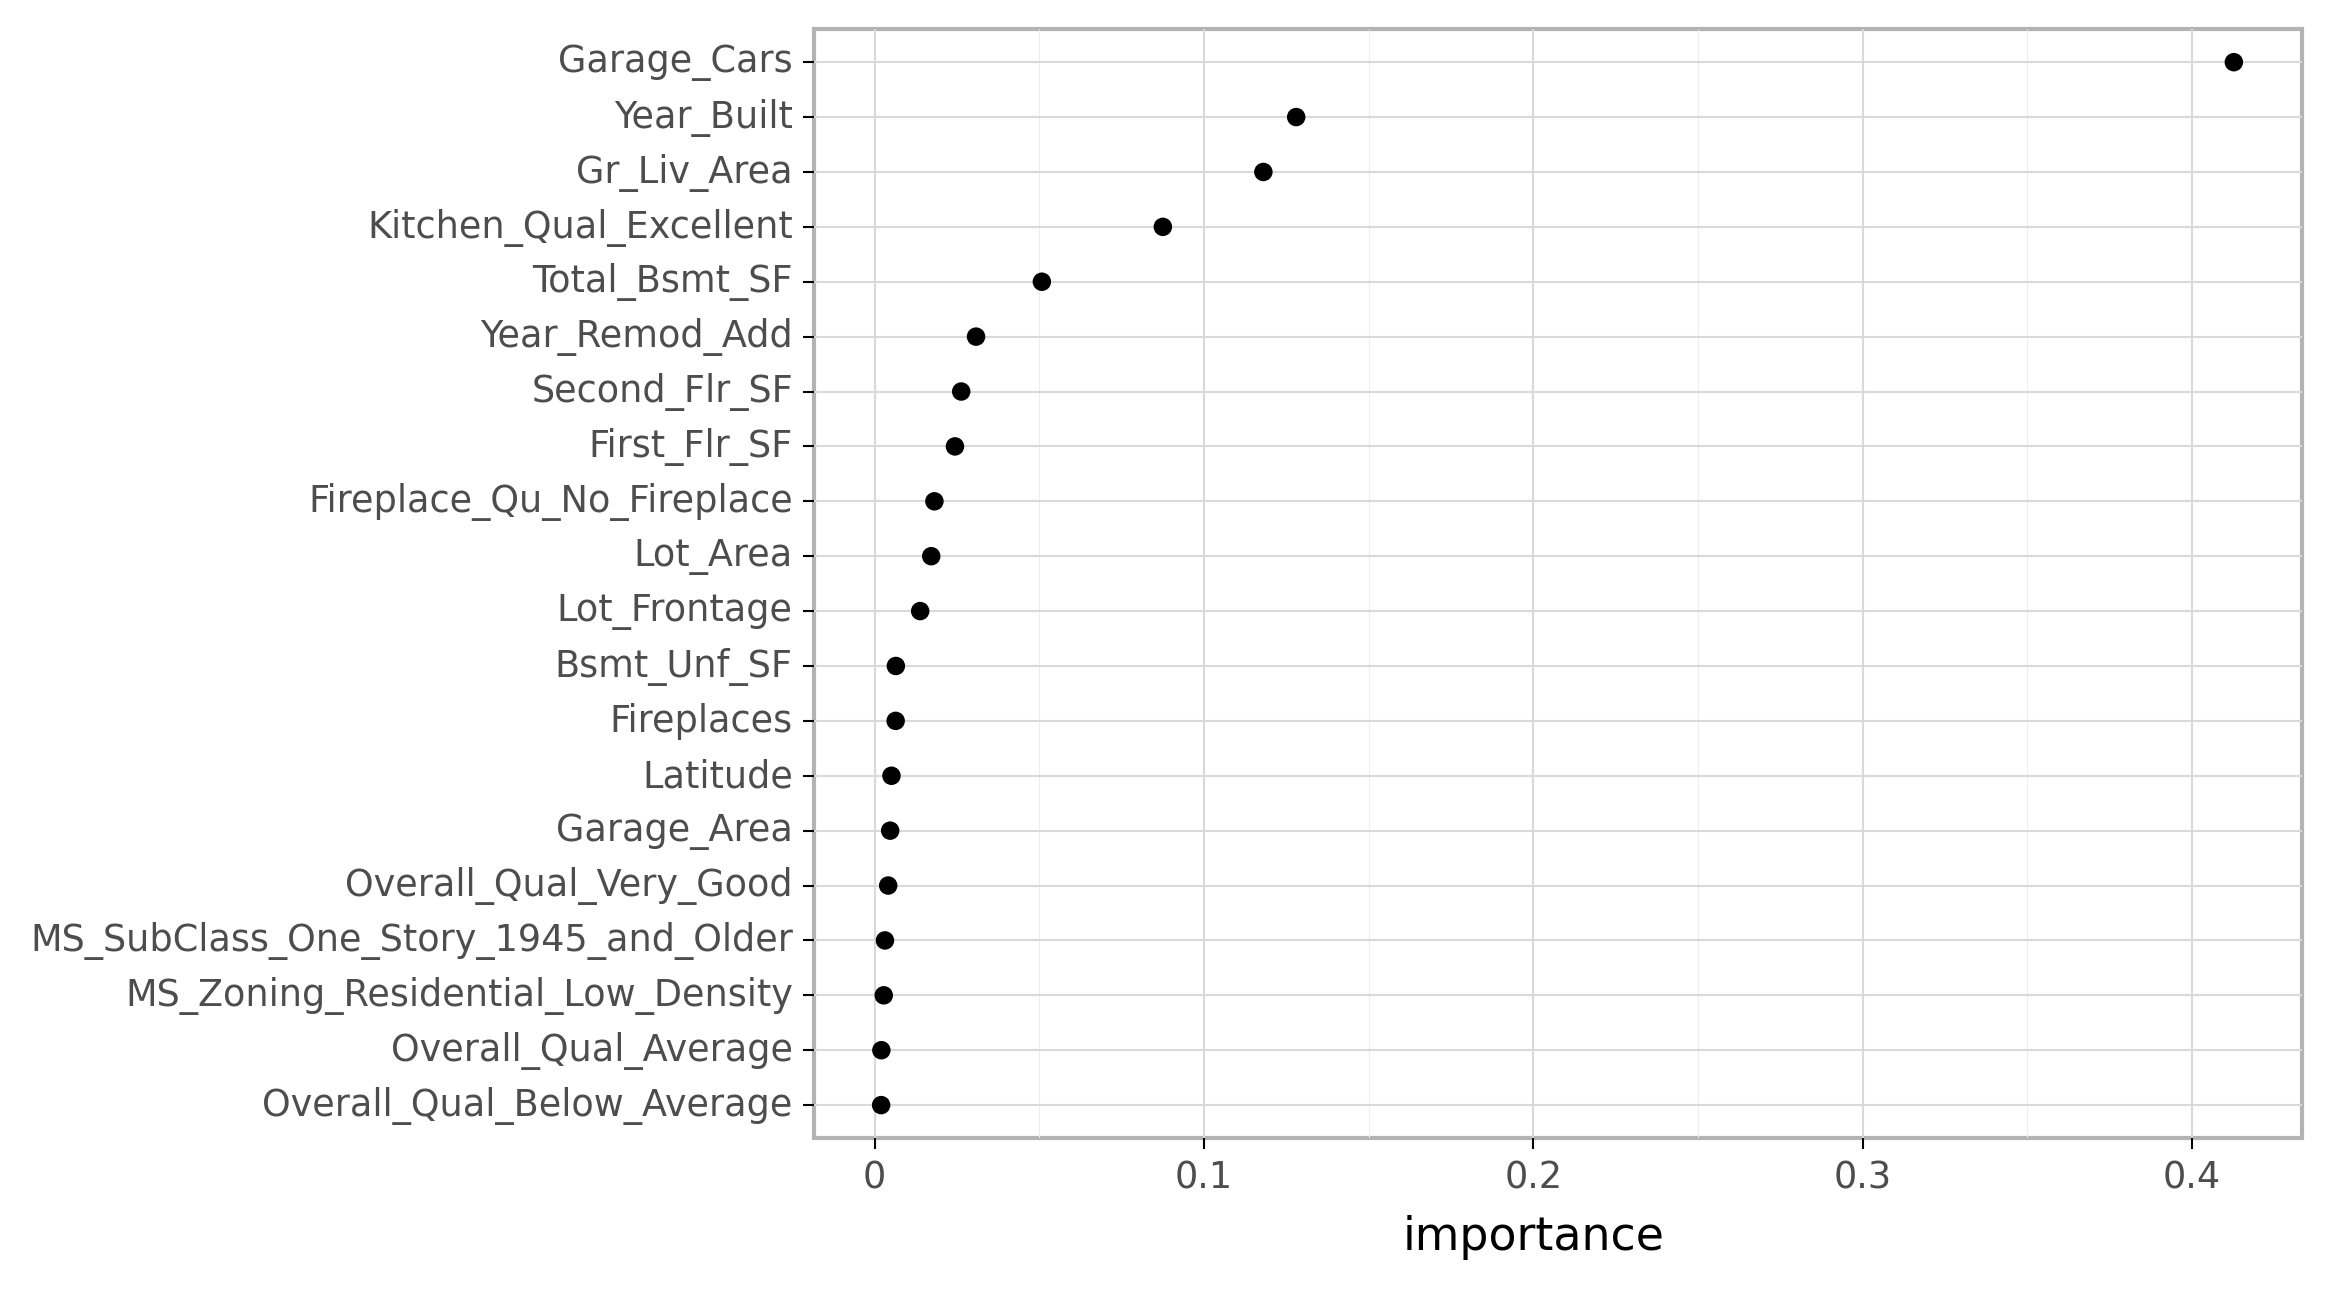 Garage_Cars
Year_Built
Gr_Liv_Area
Kitchen_Qual_Excellent
Total_Bsmt_SF
Year_Remod_Add
Second_Flr_SF
First_Flr_SF
Fireplace_Qu_No_Fireplace
Lot_Area
Lot_Frontage
Bsmt_Unf_SF
Fireplaces
Latitude
Garage_Area
Overall_Qual_Very_Good
MS_SubClass_One_Story_1945_and_Older
MS_Zoning_Residential_Low_Density
Overall_Qual_Average
Overall_Qual_Below_Average
0 0.1 0.2 0.3 0.4
importance